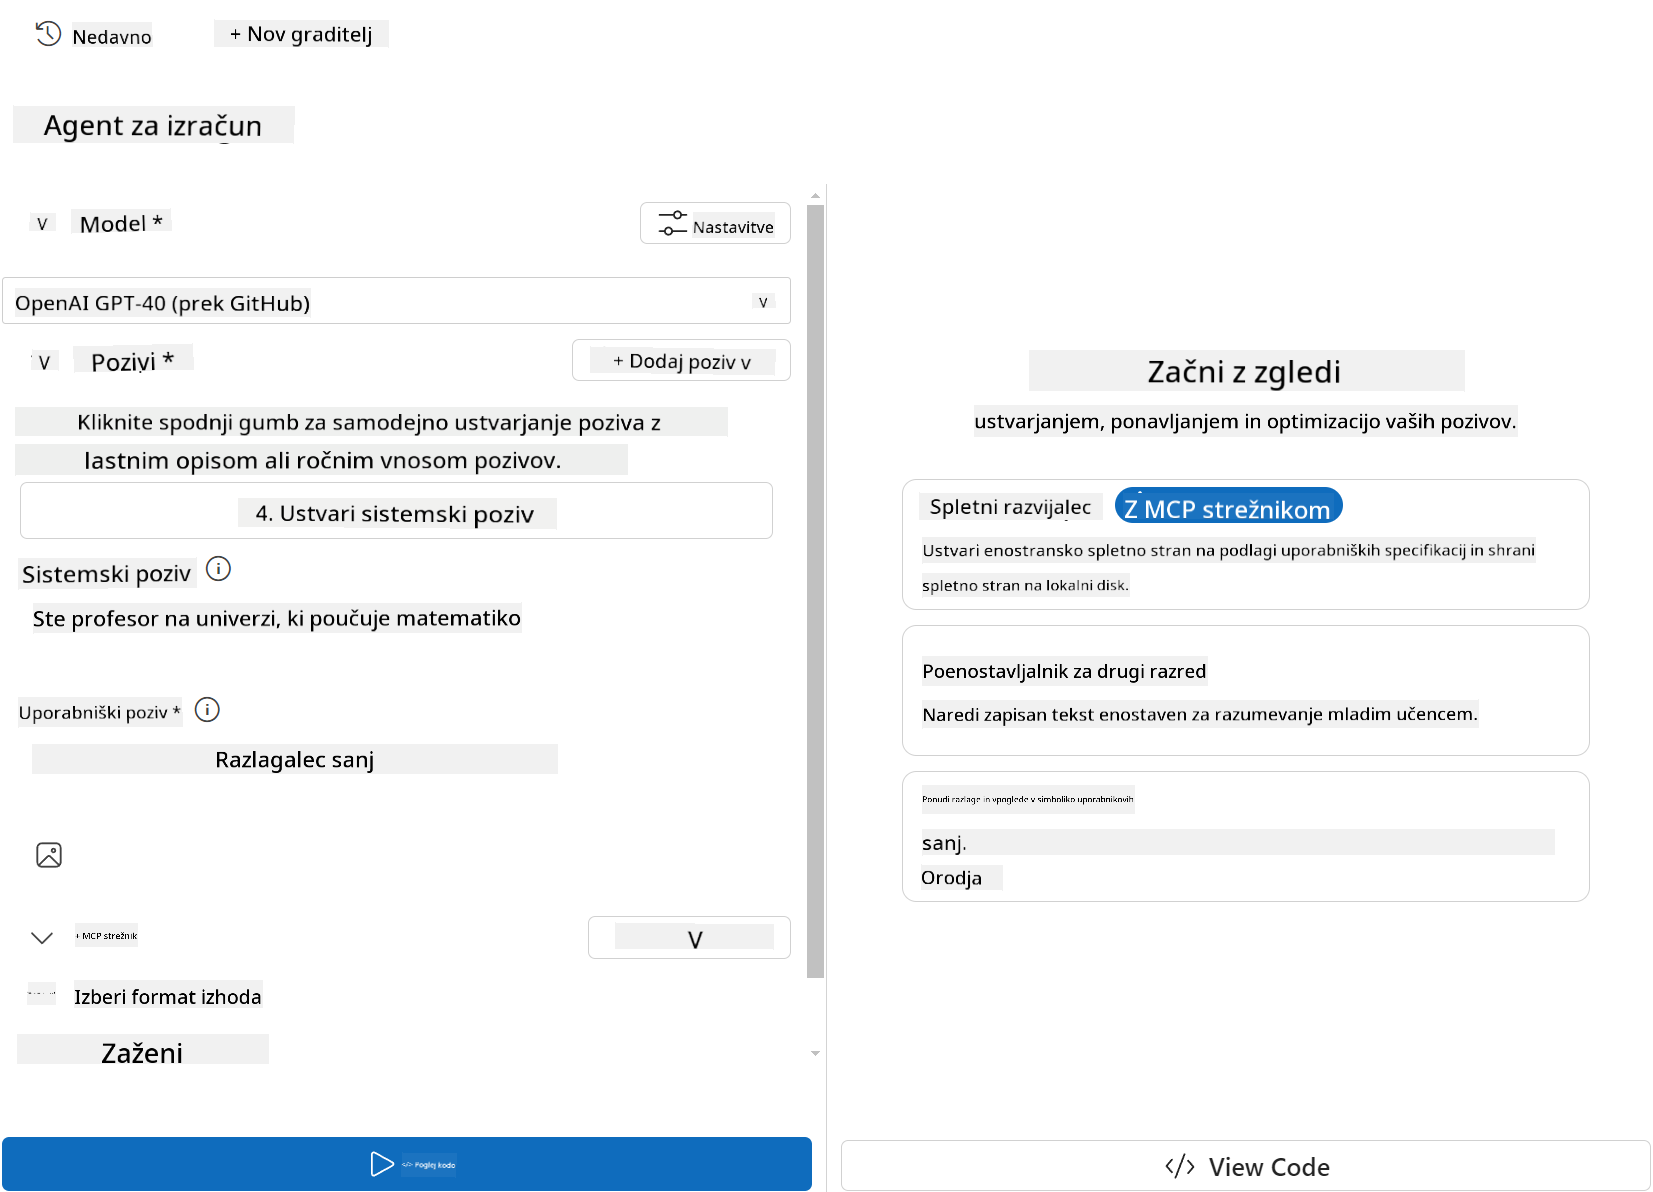 Nedavno
+ Nov graditelj
Agent za izračun
V Model *
Nastavitve
OpenAI GPT-40 (prek GitHub)
V
V Pozivi *
+ Dodaj poziv v
Kliknite spodnji gumb za samodejno ustvarjanje poziva z
lastnim opisom ali ročnim vnosom pozivov.
4. Ustvari sistemski poziv
Sistemski poziv
Ste profesor na univerzi, ki poučuje matematiko
Uporabniški poziv *
Razlagalec sanj
+ MCP strežnik
V
Izberi format izhoda
Zaženi
</> Poglej kodo
Začni z zgledi
ustvarjanjem, ponavljanjem in optimizacijo vaših pozivov.
Spletni razvijalec
Z MCP strežnikom
Ustvari enostransko spletno stran na podlagi uporabniških specifikacij in shrani
spletno stran na lokalni disk.
Poenostavljalnik za drugi razred
Naredi zapisan tekst enostaven za razumevanje mladim učencem.
Ponudi razlage in vpoglede v simboliko uporabnikovih
sanj.
Orodja
</> View Code